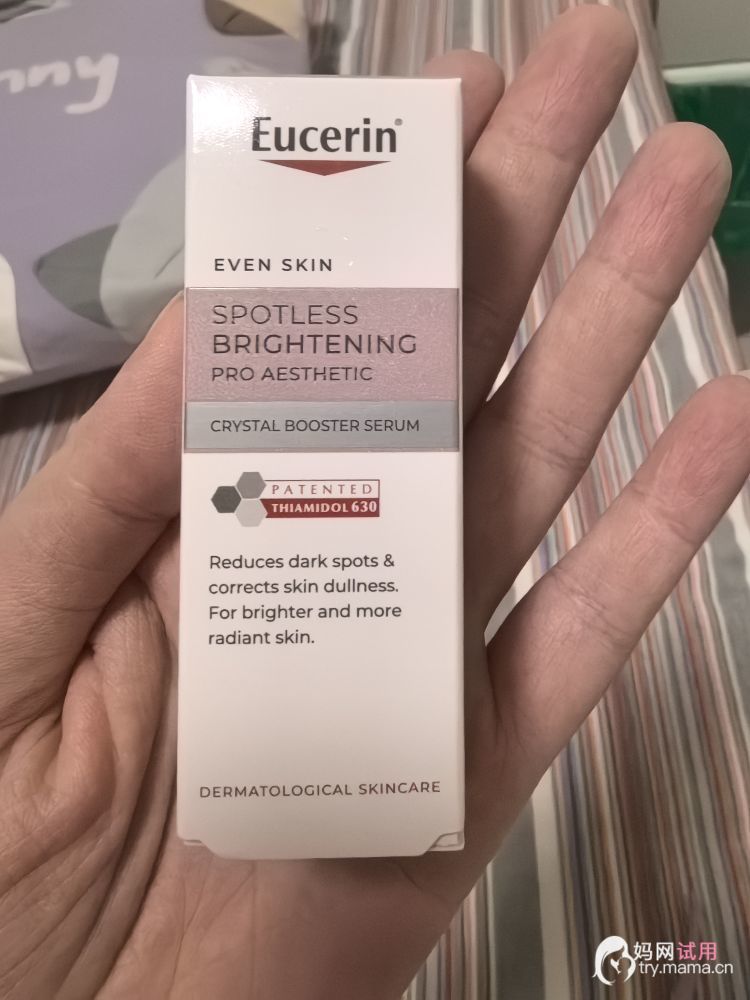 Eucerin®
EVEN SKIN
SPOTLESS
BRIGHTENING
PRO AESTHETIC
CRYSTAL BOOSTER SERUM
PATENTED
THIAMIDOL 630
Reduces dark spots &
corrects skin dullness.
For brighter and more
radiant skin.
DERMATOLOGICAL SKINCARE
妈网试用
try.mama.cn